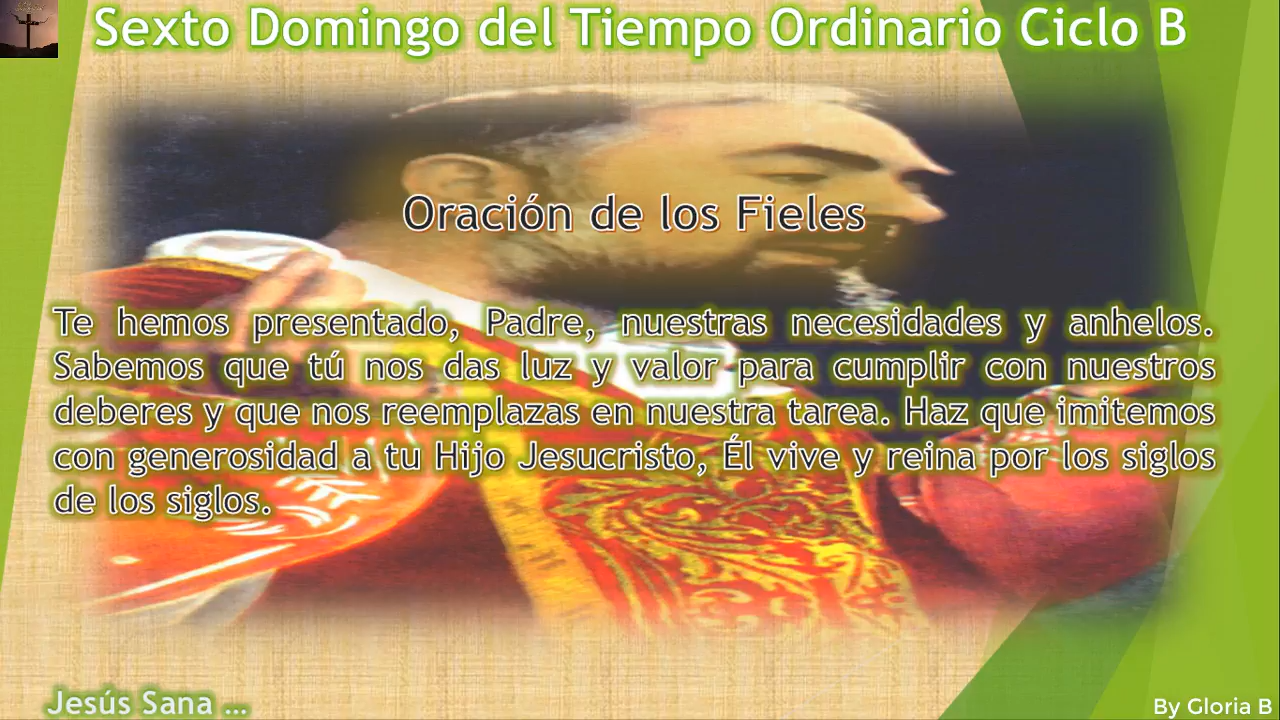 Sexto Domingo del Tiempo Ordinario Ciclo B
Oración de los Fieles
Te hemos presentado, Padre, nuestras necesidades y anhelos.
Sabemos que tú nos das luz y valor para cumplir con nuestros
deberes y que nos reemplazas en nuestra tarea. Haz que imitemos
con generosidad a tu Hijo Jesucristo, Él vive y reina por los siglos
de los siglos.
Jesús Sana ...
By Gloria B